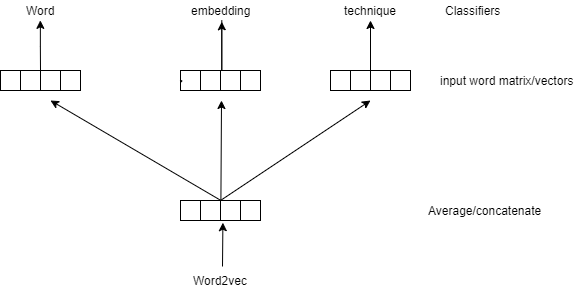 Word embedding technique Classifiers
input word matrix/vectors
Average/concatenate
Word2vec